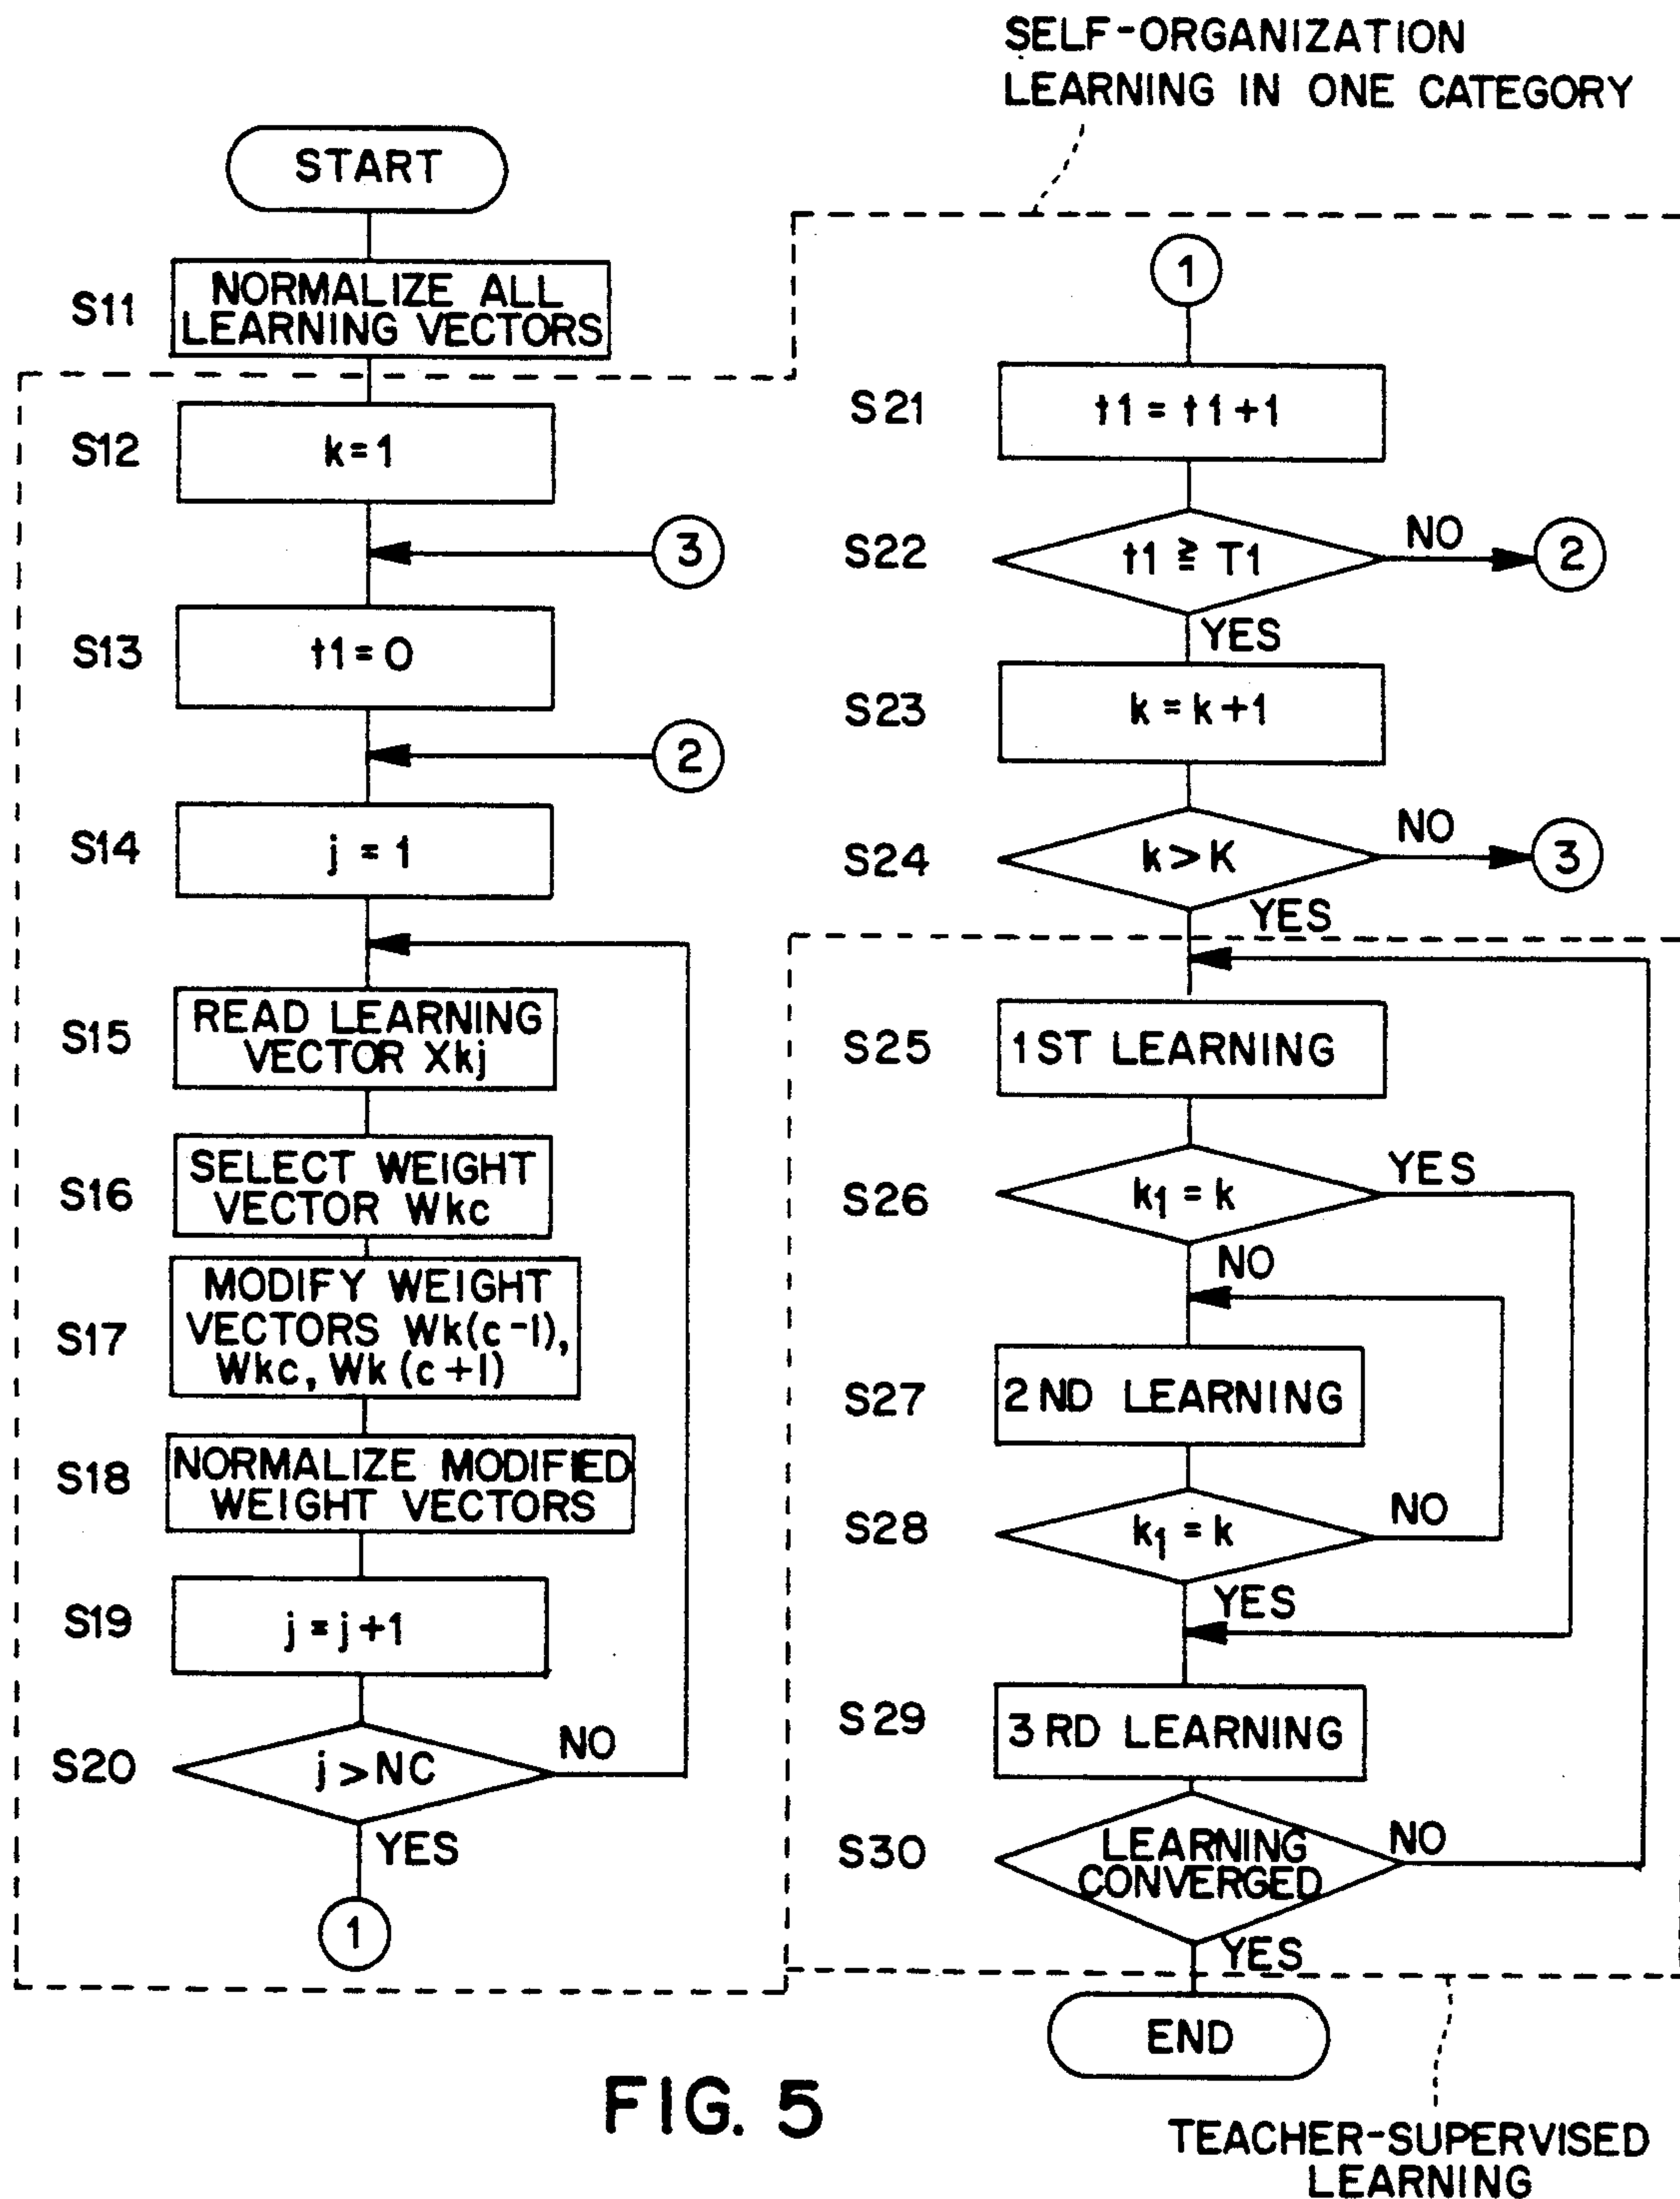 SELF-ORGANIZATION
LEARNING IN ONE CATEGORY
START
S11
NORMALIZE ALL
LEARNING VECTORS
S12
k=1
3
S13
t1=0
2
S14
j = 1
S15
READ LEARNING
VECTOR Xkj
S16
SELECT WEIGHT
VECTOR Wkc
S17
MODIFY WEIGHT
VECTORS Wk(c-1),
Wkc, Wk (c+1)
S18
NORMALIZE MODIFIED
WEIGHT VECTORS
S19
j = j+1
S20
j > NC
NO
YES
1
1
S21
t1 = t1+1
S22
t1 ≧ T1
NO
2
YES
S23
k = k+1
S24
k > K
NO
3
YES
S25
1ST LEARNING
S26
k1 = k
YES
NO
S27
2ND LEARNING
S28
k1 = k
NO
YES
S29
3RD LEARNING
S30
LEARNING
CONVERGED
NO
YES
END
TEACHER-SUPERVISED
LEARNING
FIG. 5